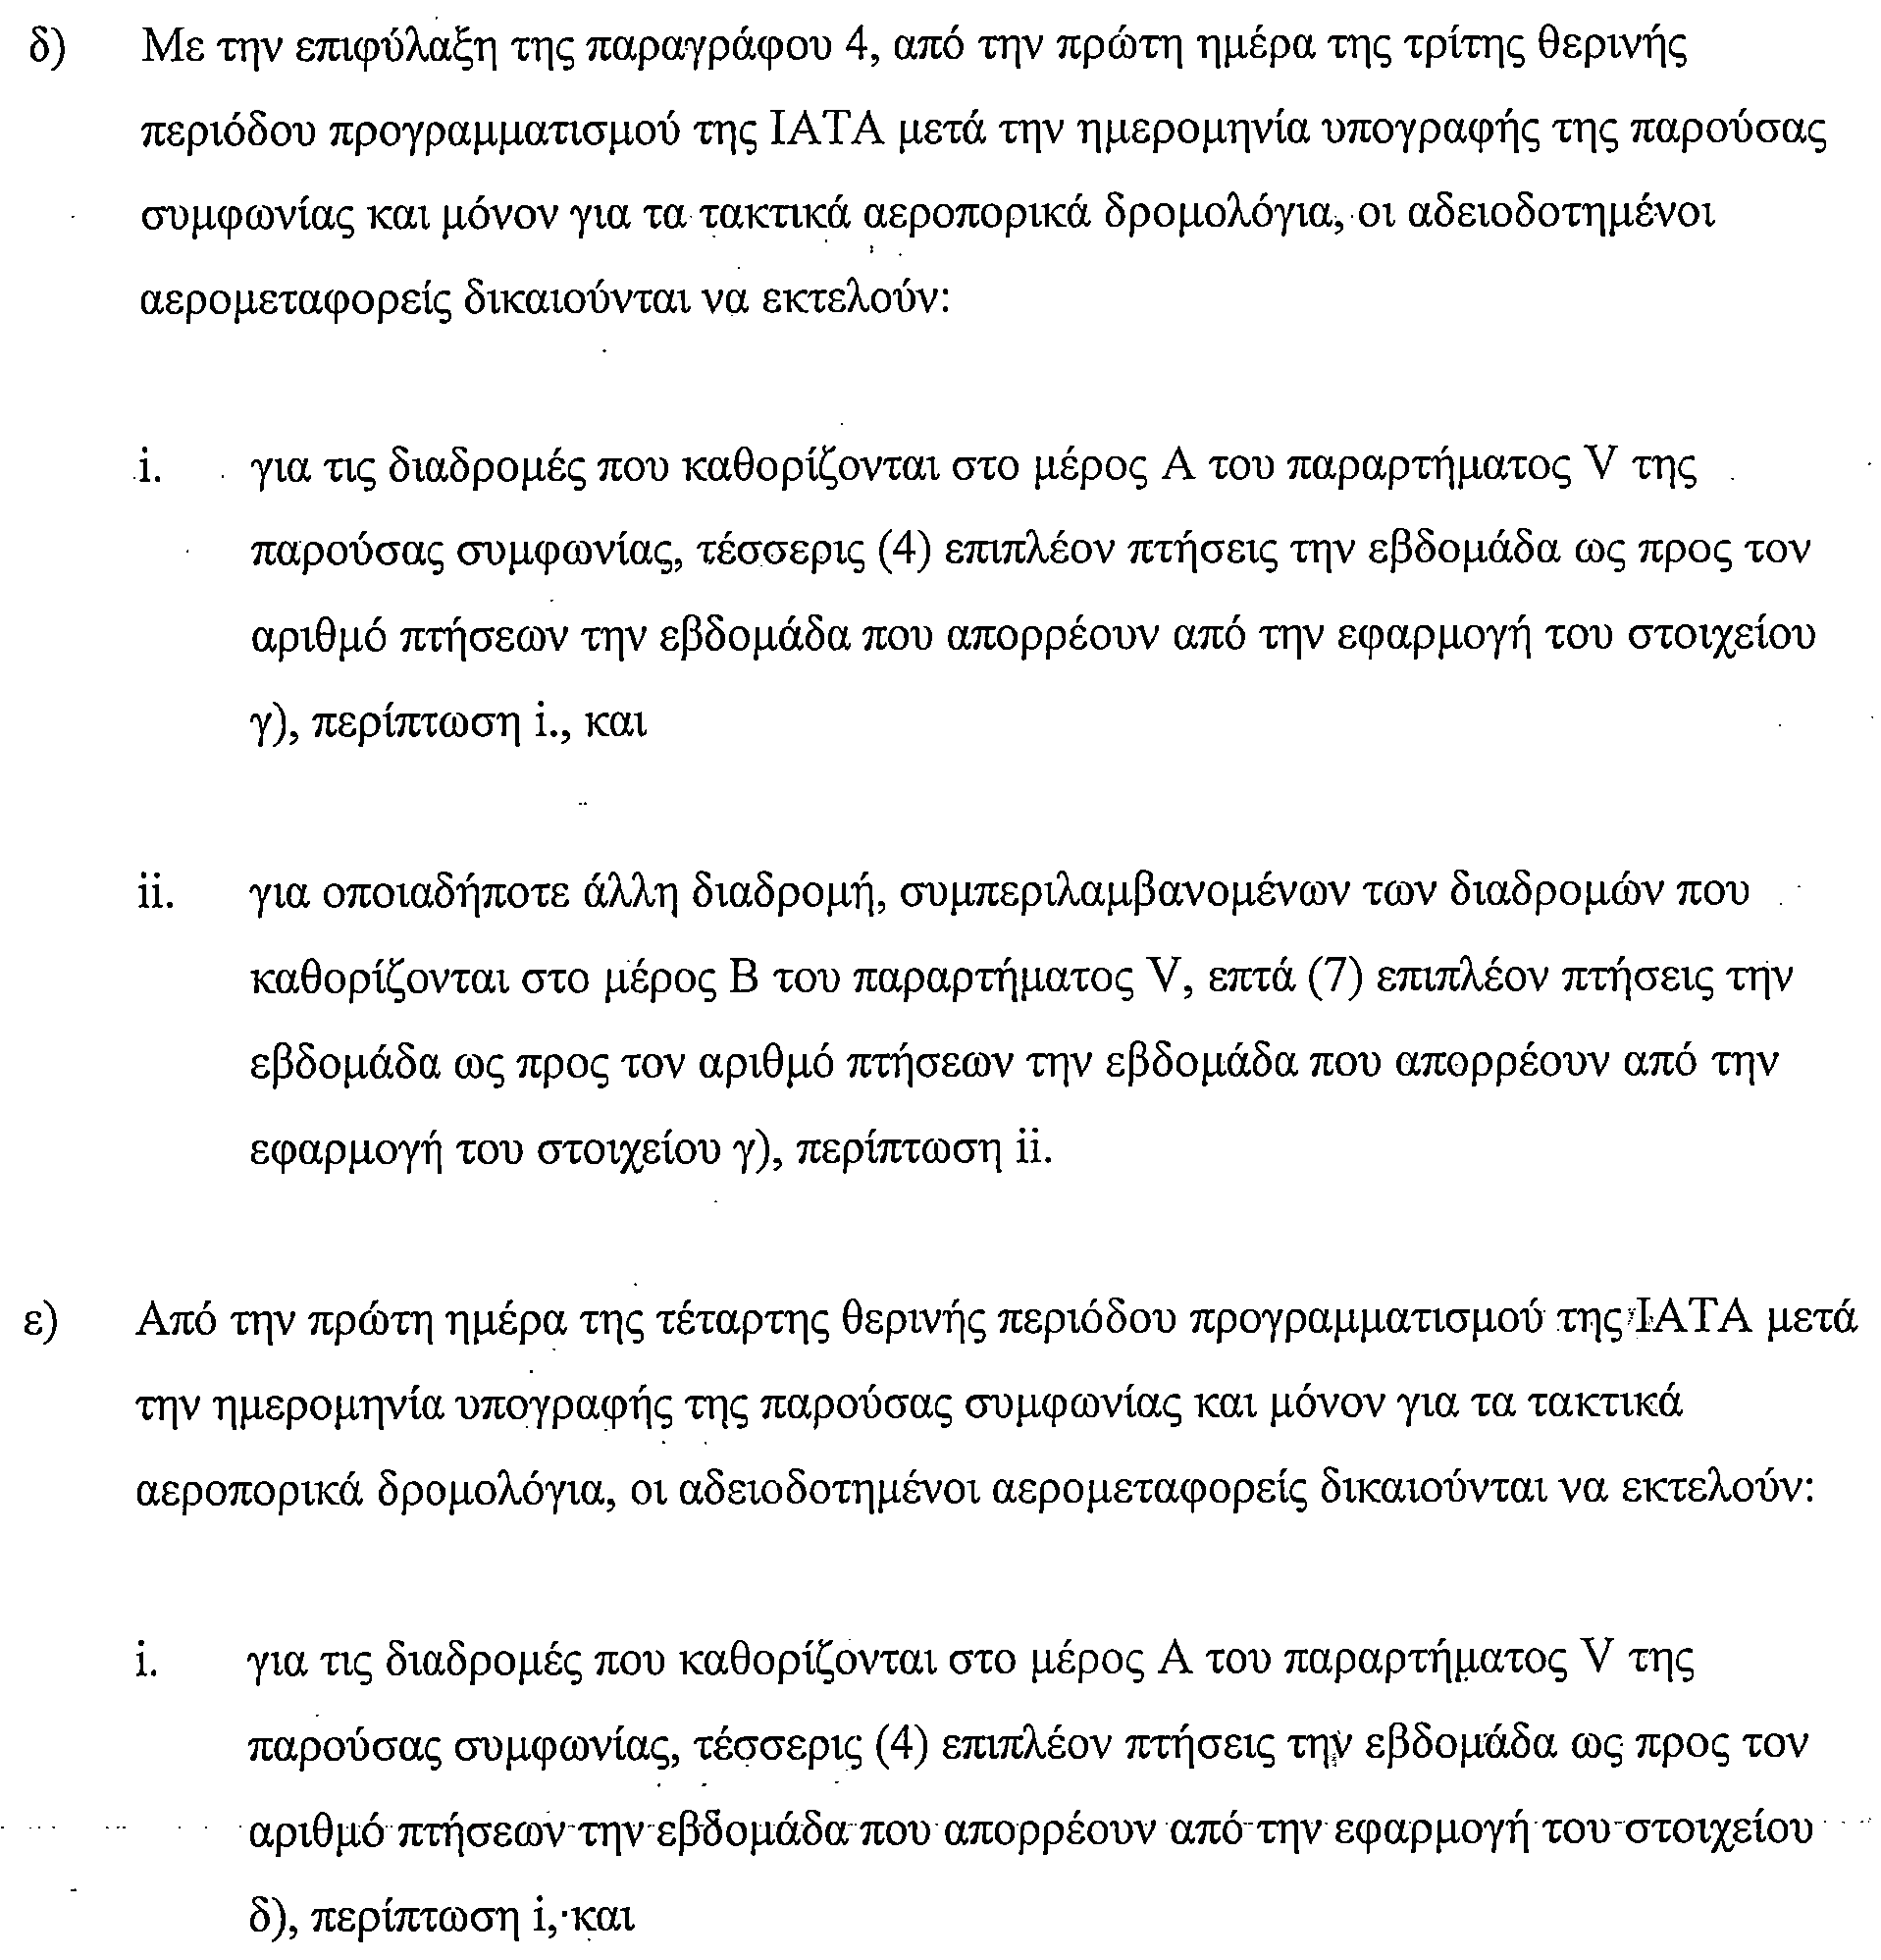 δ) Με την επιφύλαξη της παραγράφου 4, από την πρώτη ημέρα της τρίτης θερινής
περιόδου προγραμματισμού της ΙΑΤΑ μετά την ημερομηνία υπογραφής της παρούσας
συμφωνίας και μόνον για τα τακτικά αεροπορικά δρομολόγια, οι αδειοδοτημένοι
αερομεταφορείς δικαιούνται να εκτελούν:
i. για τις διαδρομές που καθορίζονται στο μέρος Α του παραρτήματος V της
παρούσας συμφωνίας, τέσσερις (4) επιπλέον πτήσεις την εβδομάδα ως προς τον
αριθμό πτήσεων την εβδομάδα που απορρέουν από την εφαρμογή του στοιχείου
γ), περίπτωση i., και
ii. για οποιαδήποτε άλλη διαδρομή, συμπεριλαμβανομένων των διαδρομών που
καθορίζονται στο μέρος Β του παραρτήματος V, επτά (7) επιπλέον πτήσεις την
εβδομάδα ως προς τον αριθμό πτήσεων την εβδομάδα που απορρέουν από την
εφαρμογή του στοιχείου γ), περίπτωση ii.
ε) Από την πρώτη ημέρα της τέταρτης θερινής περιόδου προγραμματισμού της ΙΑΤΑ μετά
την ημερομηνία υπογραφής της παρούσας συμφωνίας και μόνον για τα τακτικά
αεροπορικά δρομολόγια, οι αδειοδοτημένοι αερομεταφορείς δικαιούνται να εκτελούν:
i. για τις διαδρομές που καθορίζονται στο μέρος Α του παραρτήματος V της
παρούσας συμφωνίας, τέσσερις (4) επιπλέον πτήσεις την εβδομάδα ως προς τον
αριθμό πτήσεων την εβδομάδα που απορρέουν από την εφαρμογή του στοιχείου
δ), περίπτωση i, και